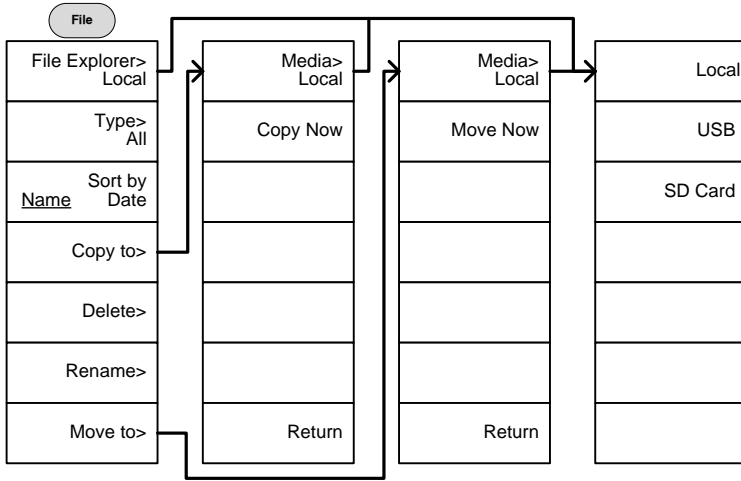 File
File Explorer>
Local
Type>
All
Sort by
Name Date
Copy to>
Delete>
Rename>
Move to>
Media>
Local
Copy Now
Return
Media>
Local
Move Now
Return
Local
USB
SD Card